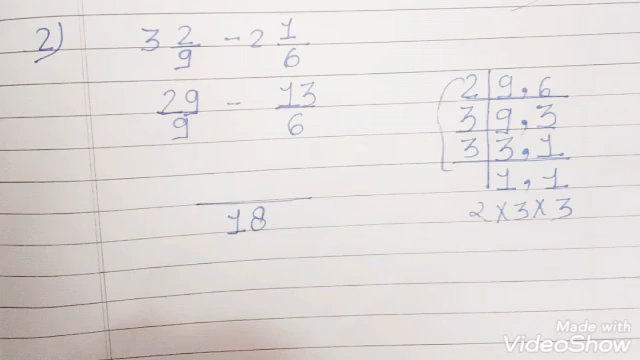 2) 3 2/9 - 2 1/6
29/9 - 13/6
/18
2 | 9, 6
3 | 9, 3
3 | 3, 1
| 1, 1
2 x 3 x 3
Made with
VideoShow